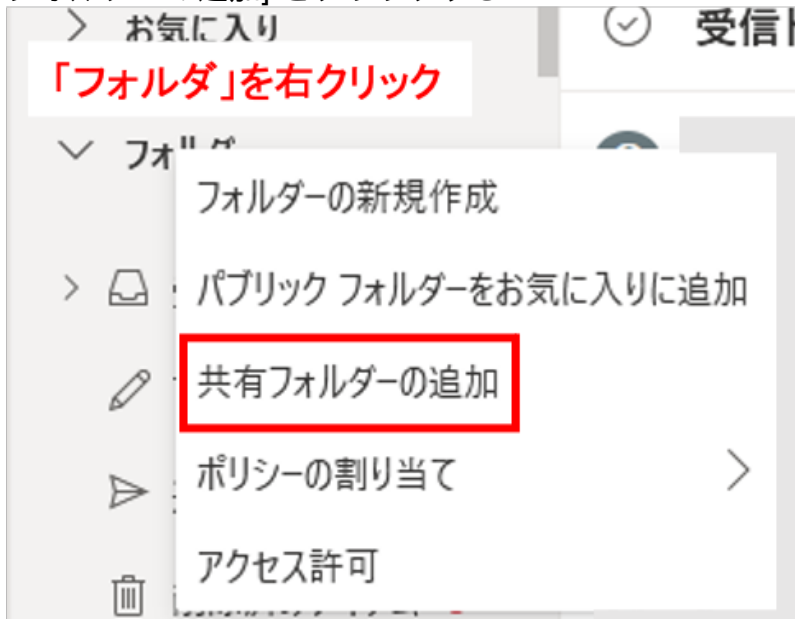 お気に入り
受信
「フォルダ」を右クリック
フォルダーの新規作成
パブリック フォルダーをお気に入りに追加
共有フォルダーの追加
ポリシーの割り当て
アクセス許可